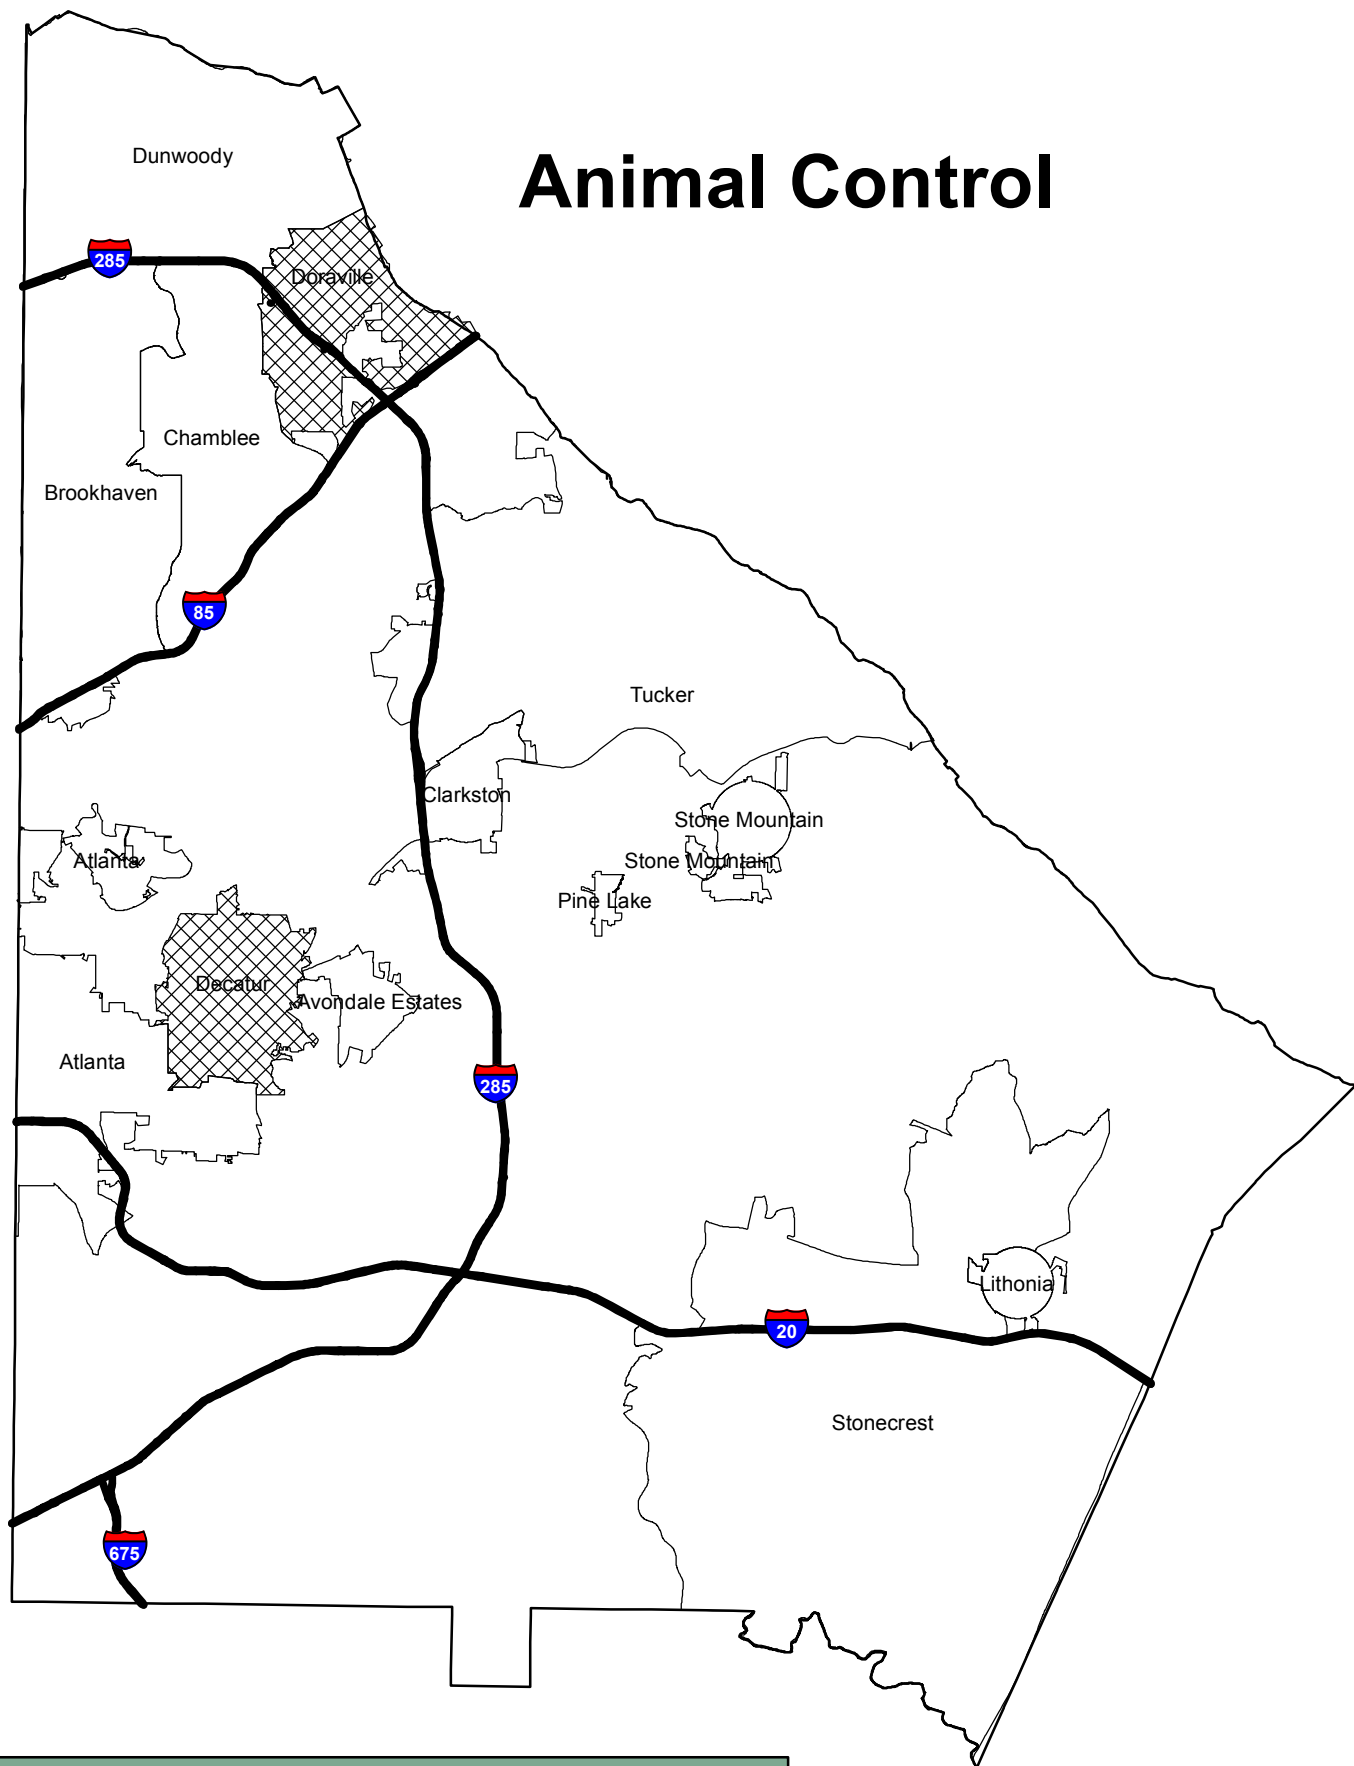 Animal Control
Dunwoody
285
Doraville
Chamblee
Brookhaven
85
Tucker
Clarkston
Stone Mountain
Atlanta
Stone Mountain
Pine Lake
Decatur
Avondale Estates
Atlanta
285
Lithonia
20
Stonecrest
675